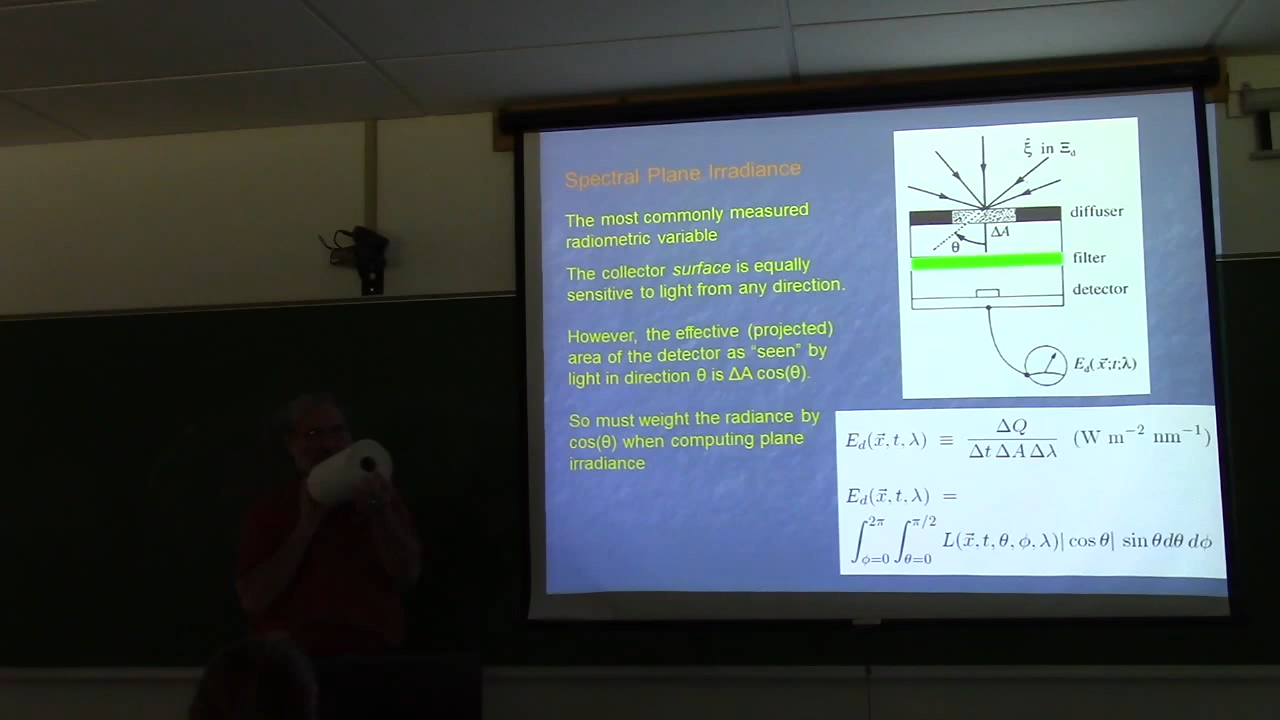 Spectral Plane Irradiance
The most commonly measured
radiometric variable
The collector surface is equally
sensitive to light from any direction.
However, the effective (projected)
area of the detector as "seen" by
light in direction θ is ΔA cos(θ).
So must weight the radiance by
cos(θ) when computing plane
irradiance
ξ̂ in Ξd
diffuser
ΔA
θ
filter
detector
Ed(x⃗;t;λ)
Ed(x⃗, t, λ) ≡ ΔQ / Δt ΔA Δλ (W m⁻² nm⁻¹)
Ed(x⃗, t, λ) =
∫φ=0^2π ∫θ=0^π/2 L(x⃗, t, θ, φ, λ)| cos θ| sin θdθ dφ